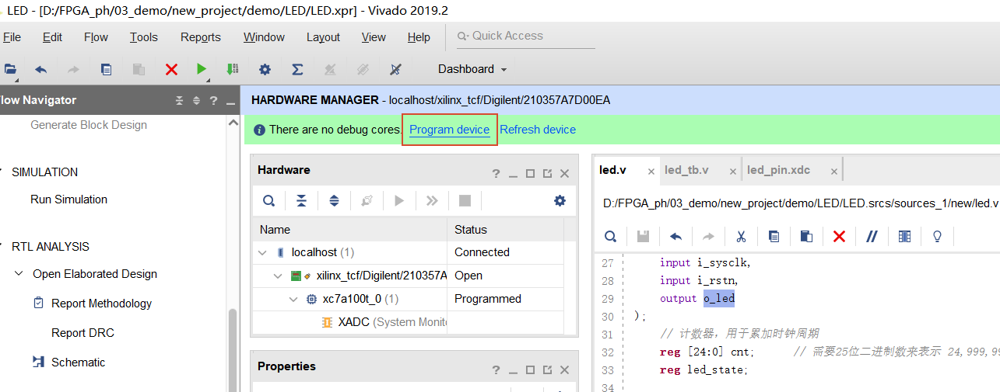 LED - [D:/FPGA_ph/03_demo/new_project/demo/LED/LED.xpr] - Vivado 2019.2
File Edit Flow Tools Reports Window Layout View Help Quick Access
Dashboard
low Navigator
HARDWARE MANAGER - localhost/xilinx_tcf/Digilent/210357A7D00EA
Generate Block Design
There are no debug cores. Program device Refresh device
SIMULATION
Run Simulation
RTL ANALYSIS
Open Elaborated Design
Report Methodology
Report DRC
Schematic
Hardware
Name Status
localhost (1) Connected
xilinx_tcf/Digilent/210357A Open
xc7a100t_0 (1) Programmed
XADC (System Monito
Properties
led.v led_tb.v led_pin.xdc
D:/FPGA_ph/03_demo/new_project/demo/LED/LED.srcs/sources_1/new/led.v
27 input i_sysclk,
28 input i_rstn,
29 output o_led
30 );
31 // 计数器，用于累加时钟周期
32 reg [24:0] cnt; // 需要25位二进制数来表示 24,999,99
33 reg led_state;
34